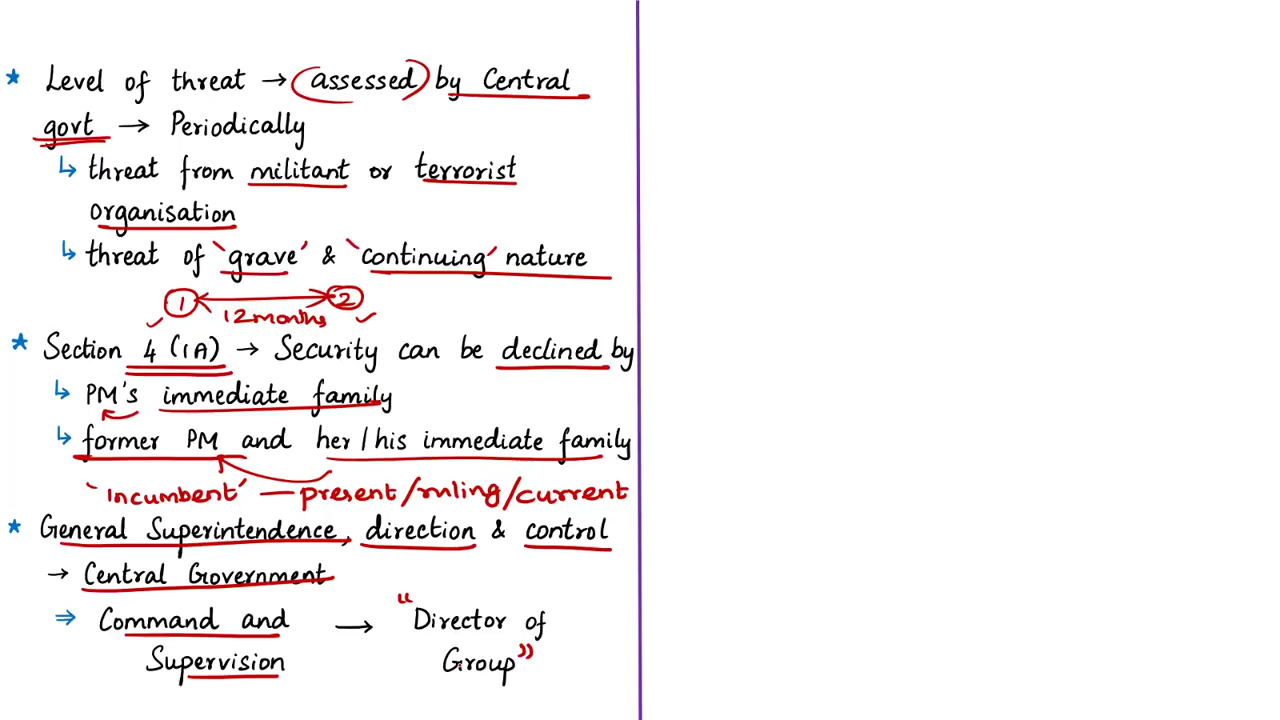 * Level of threat → (assessed) by Central
govt → Periodically
↳ threat from militant or terrorist
organisation
↳ threat of 'grave' & 'continuing' nature
① ↔ ②
12 months
* Section 4 (1A) → Security can be declined by
↳ PM's immediate family
↳ former PM and her/his immediate family
'incumbent' — present/ruling/current
* General Superintendence, direction & control
→ Central Government
⇒ Command and → "Director of
Supervision Group"